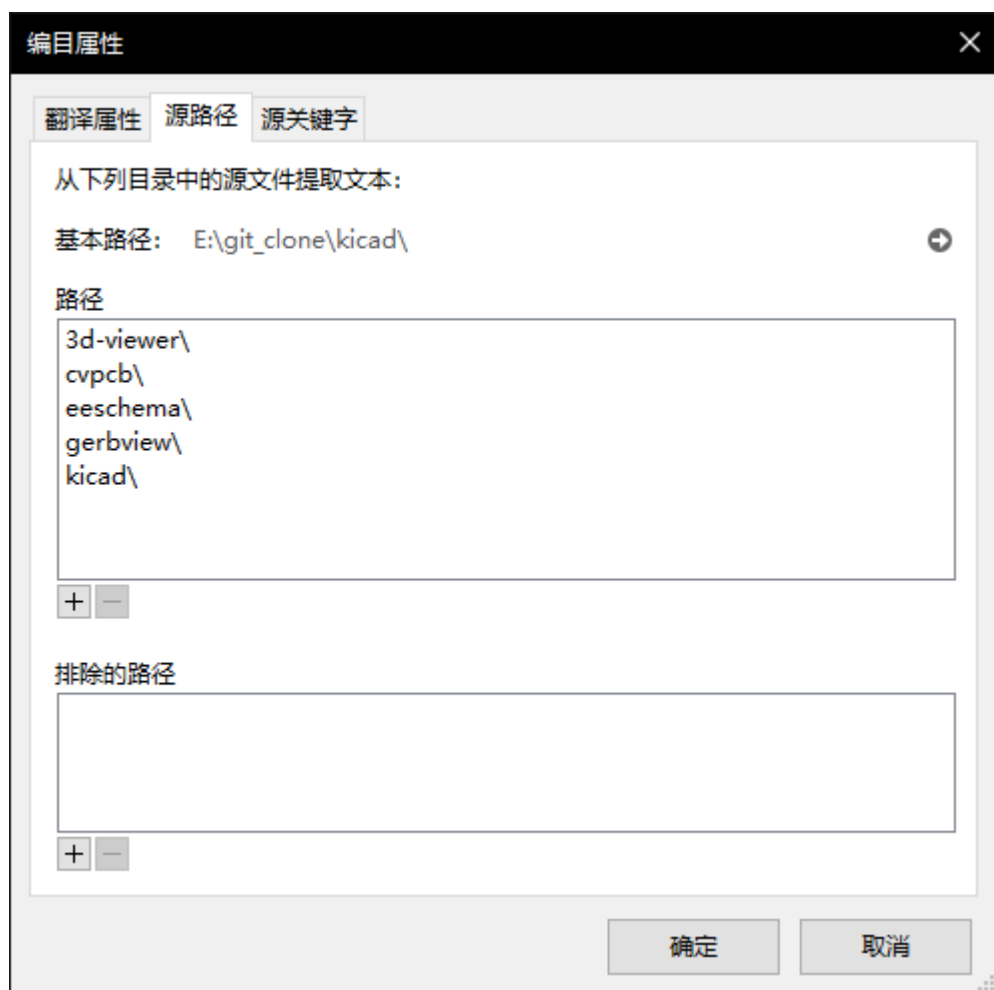 编目属性
翻译属性 源路径 源关键字
从下列目录中的源文件提取文本：
基本路径： E:\git_clone\kicad\
路径
3d-viewer\
cvpcb\
eeschema\
gerbview\
kicad\
排除的路径
确定 取消